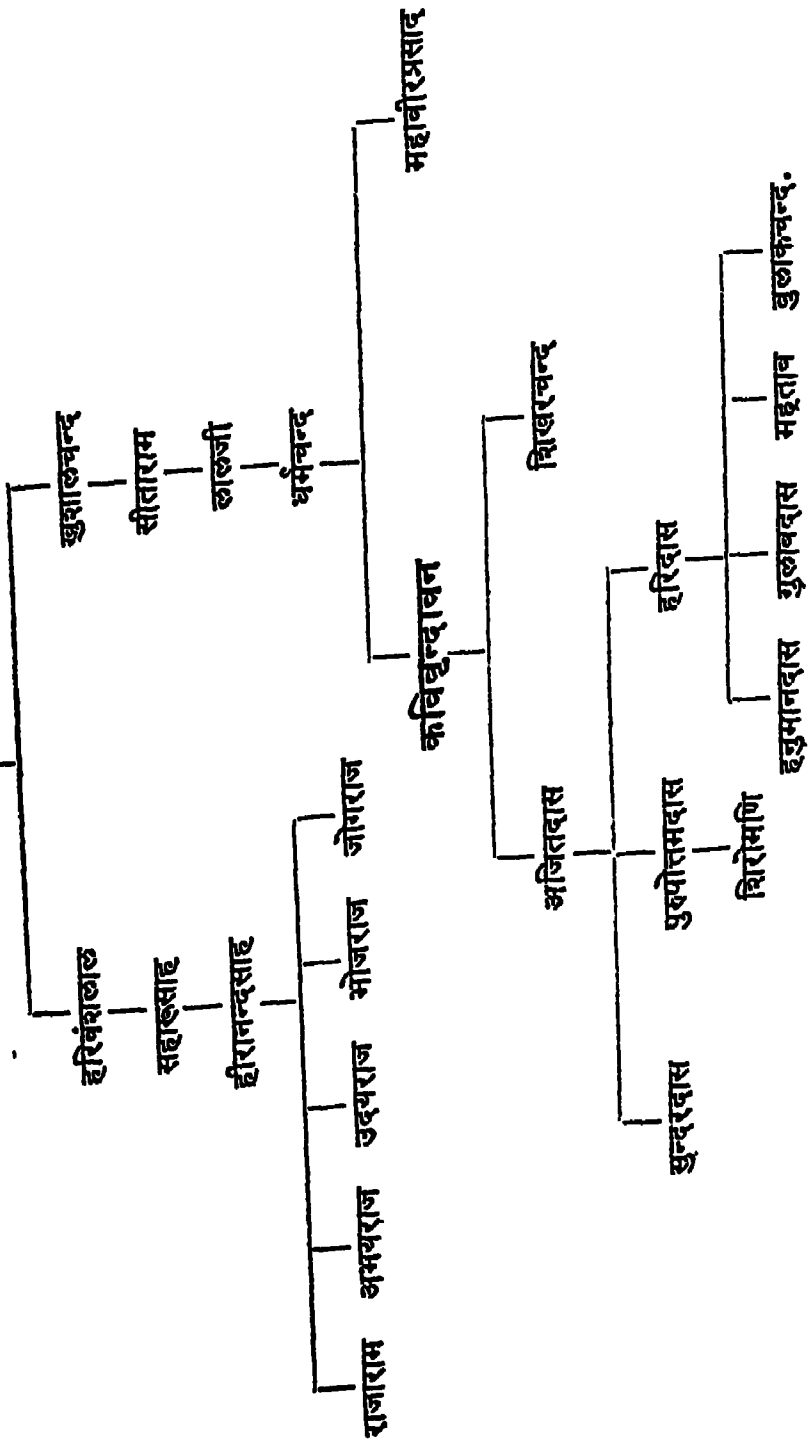 हरिवंशलाल खुशालचन्द
सहारूसाह सीताराम
हीरानन्दसाह लालजी
धर्मचन्द
राजाराम अभयराज उदयराज भोजराज जोगराज
कविवृन्दावन महावीरप्रसाद
अजितदास शिखरचन्द
सुन्दरदास पुरुषोत्तमदास हरिदास
शिरोमणि
हनुमानदास गुलाबदास महताव वुलाकचन्द.